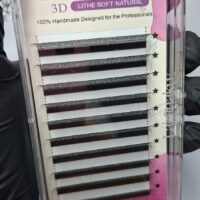 3D
LITHE·SOFT·NATURAL
100% Handmade Designed for the Professionals